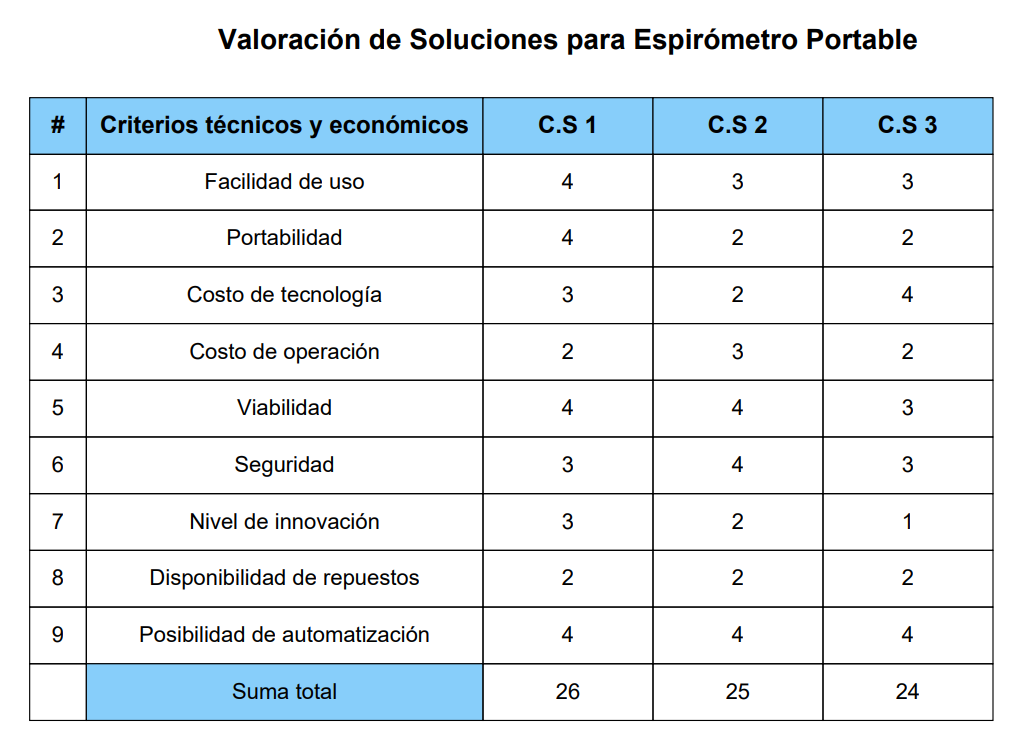 Valoración de Soluciones para Espirómetro Portable
# Criterios técnicos y económicos C.S 1 C.S 2 C.S 3
1 Facilidad de uso 4 3 3
2 Portabilidad 4 2 2
3 Costo de tecnología 3 2 4
4 Costo de operación 2 3 2
5 Viabilidad 4 4 3
6 Seguridad 3 4 3
7 Nivel de innovación 3 2 1
8 Disponibilidad de repuestos 2 2 2
9 Posibilidad de automatización 4 4 4
Suma total 26 25 24